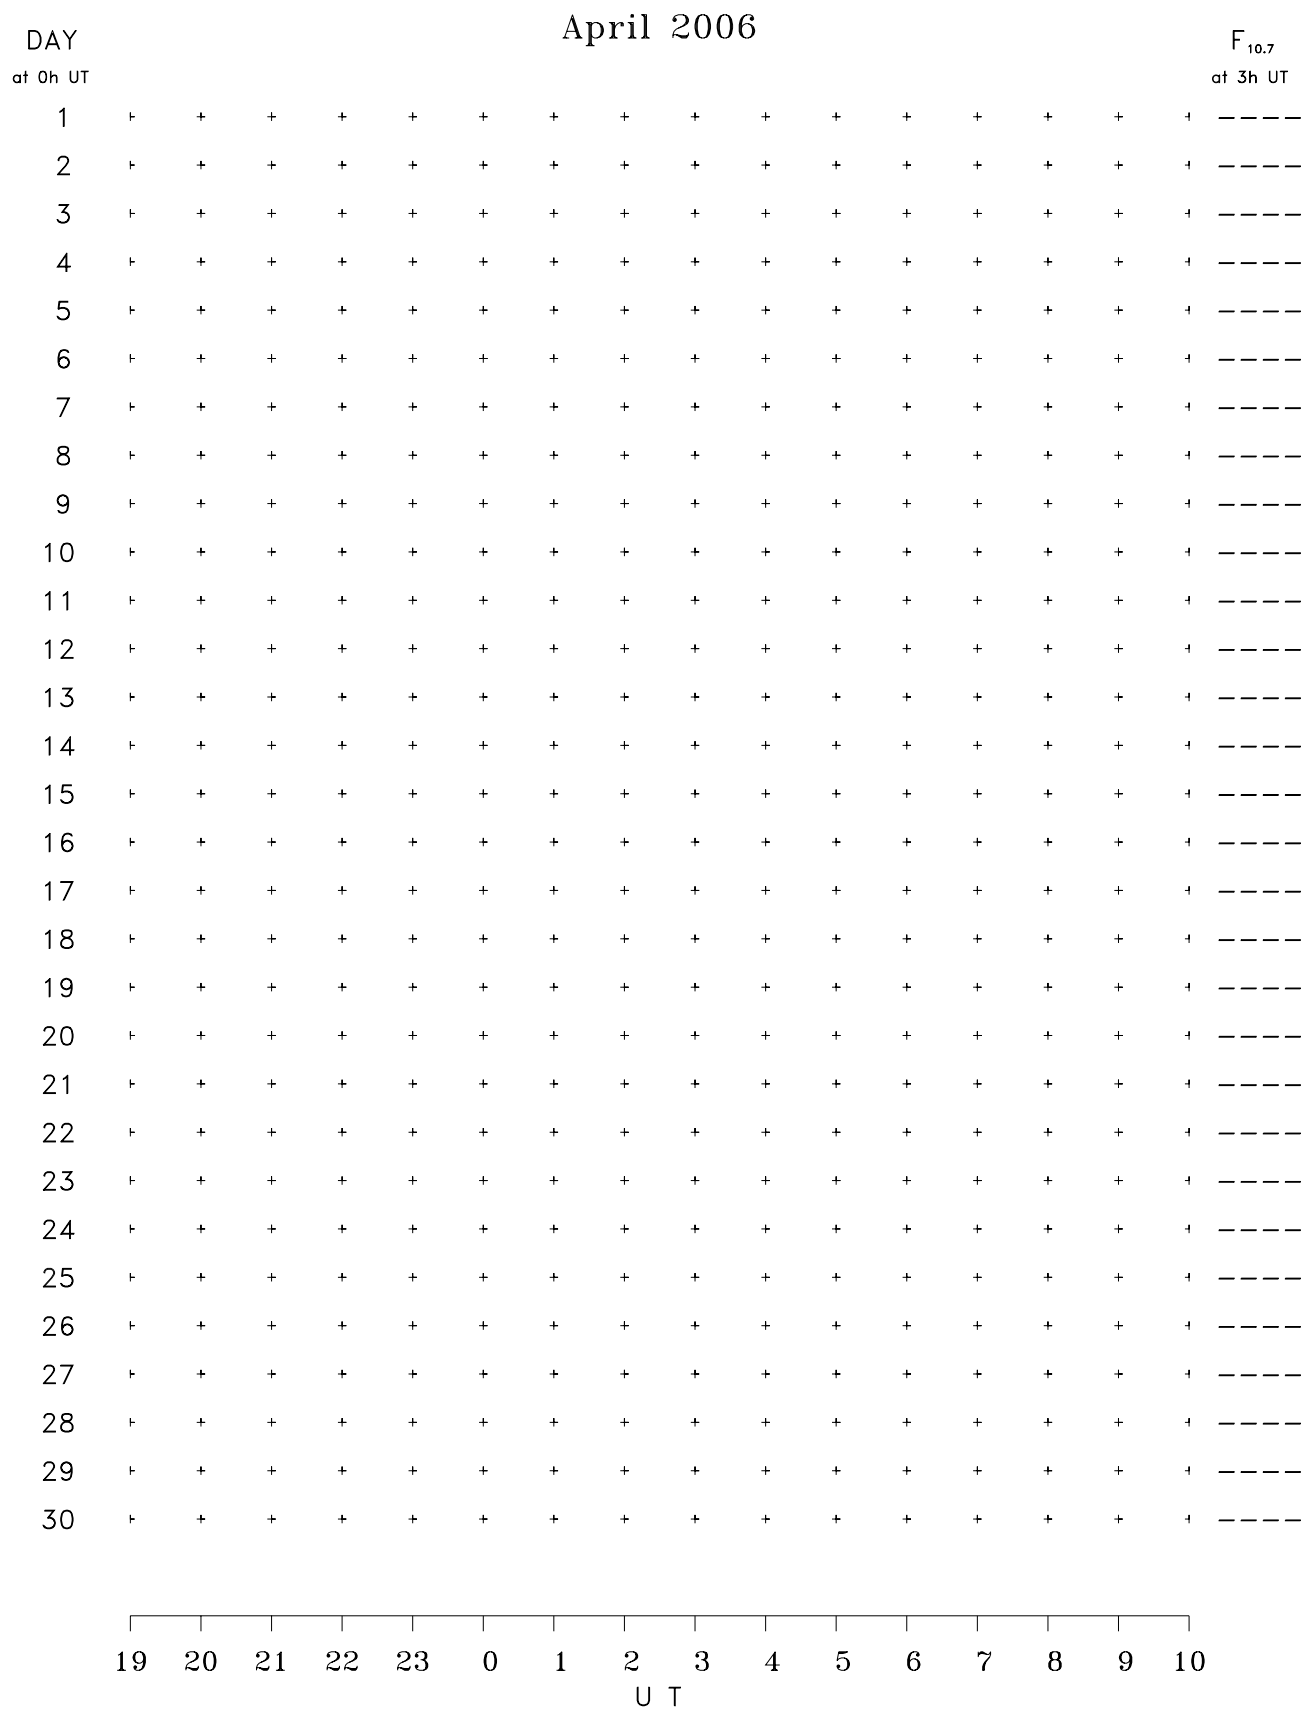 April 2006
DAY
at 0h UT
F10.7
at 3h UT
1 + + + + + + + + + + + + + + + + ————
2 + + + + + + + + + + + + + + + + ————
3 + + + + + + + + + + + + + + + + ————
4 + + + + + + + + + + + + + + + + ————
5 + + + + + + + + + + + + + + + + ————
6 + + + + + + + + + + + + + + + + ————
7 + + + + + + + + + + + + + + + + ————
8 + + + + + + + + + + + + + + + + ————
9 + + + + + + + + + + + + + + + + ————
10 + + + + + + + + + + + + + + + + ————
11 + + + + + + + + + + + + + + + + ————
12 + + + + + + + + + + + + + + + + ————
13 + + + + + + + + + + + + + + + + ————
14 + + + + + + + + + + + + + + + + ————
15 + + + + + + + + + + + + + + + + ————
16 + + + + + + + + + + + + + + + + ————
17 + + + + + + + + + + + + + + + + ————
18 + + + + + + + + + + + + + + + + ————
19 + + + + + + + + + + + + + + + + ————
20 + + + + + + + + + + + + + + + + ————
21 + + + + + + + + + + + + + + + + ————
22 + + + + + + + + + + + + + + + + ————
23 + + + + + + + + + + + + + + + + ————
24 + + + + + + + + + + + + + + + + ————
25 + + + + + + + + + + + + + + + + ————
26 + + + + + + + + + + + + + + + + ————
27 + + + + + + + + + + + + + + + + ————
28 + + + + + + + + + + + + + + + + ————
29 + + + + + + + + + + + + + + + + ————
30 + + + + + + + + + + + + + + + + ————
19 20 21 22 23 0 1 2 3 4 5 6 7 8 9 10
U T